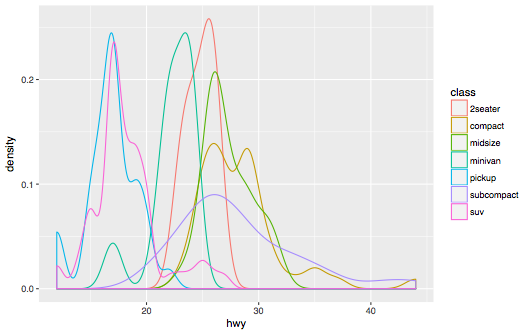 density
0.2
0.1
0.0
20
30
40
hwy
class
2seater
compact
midsize
minivan
pickup
subcompact
suv